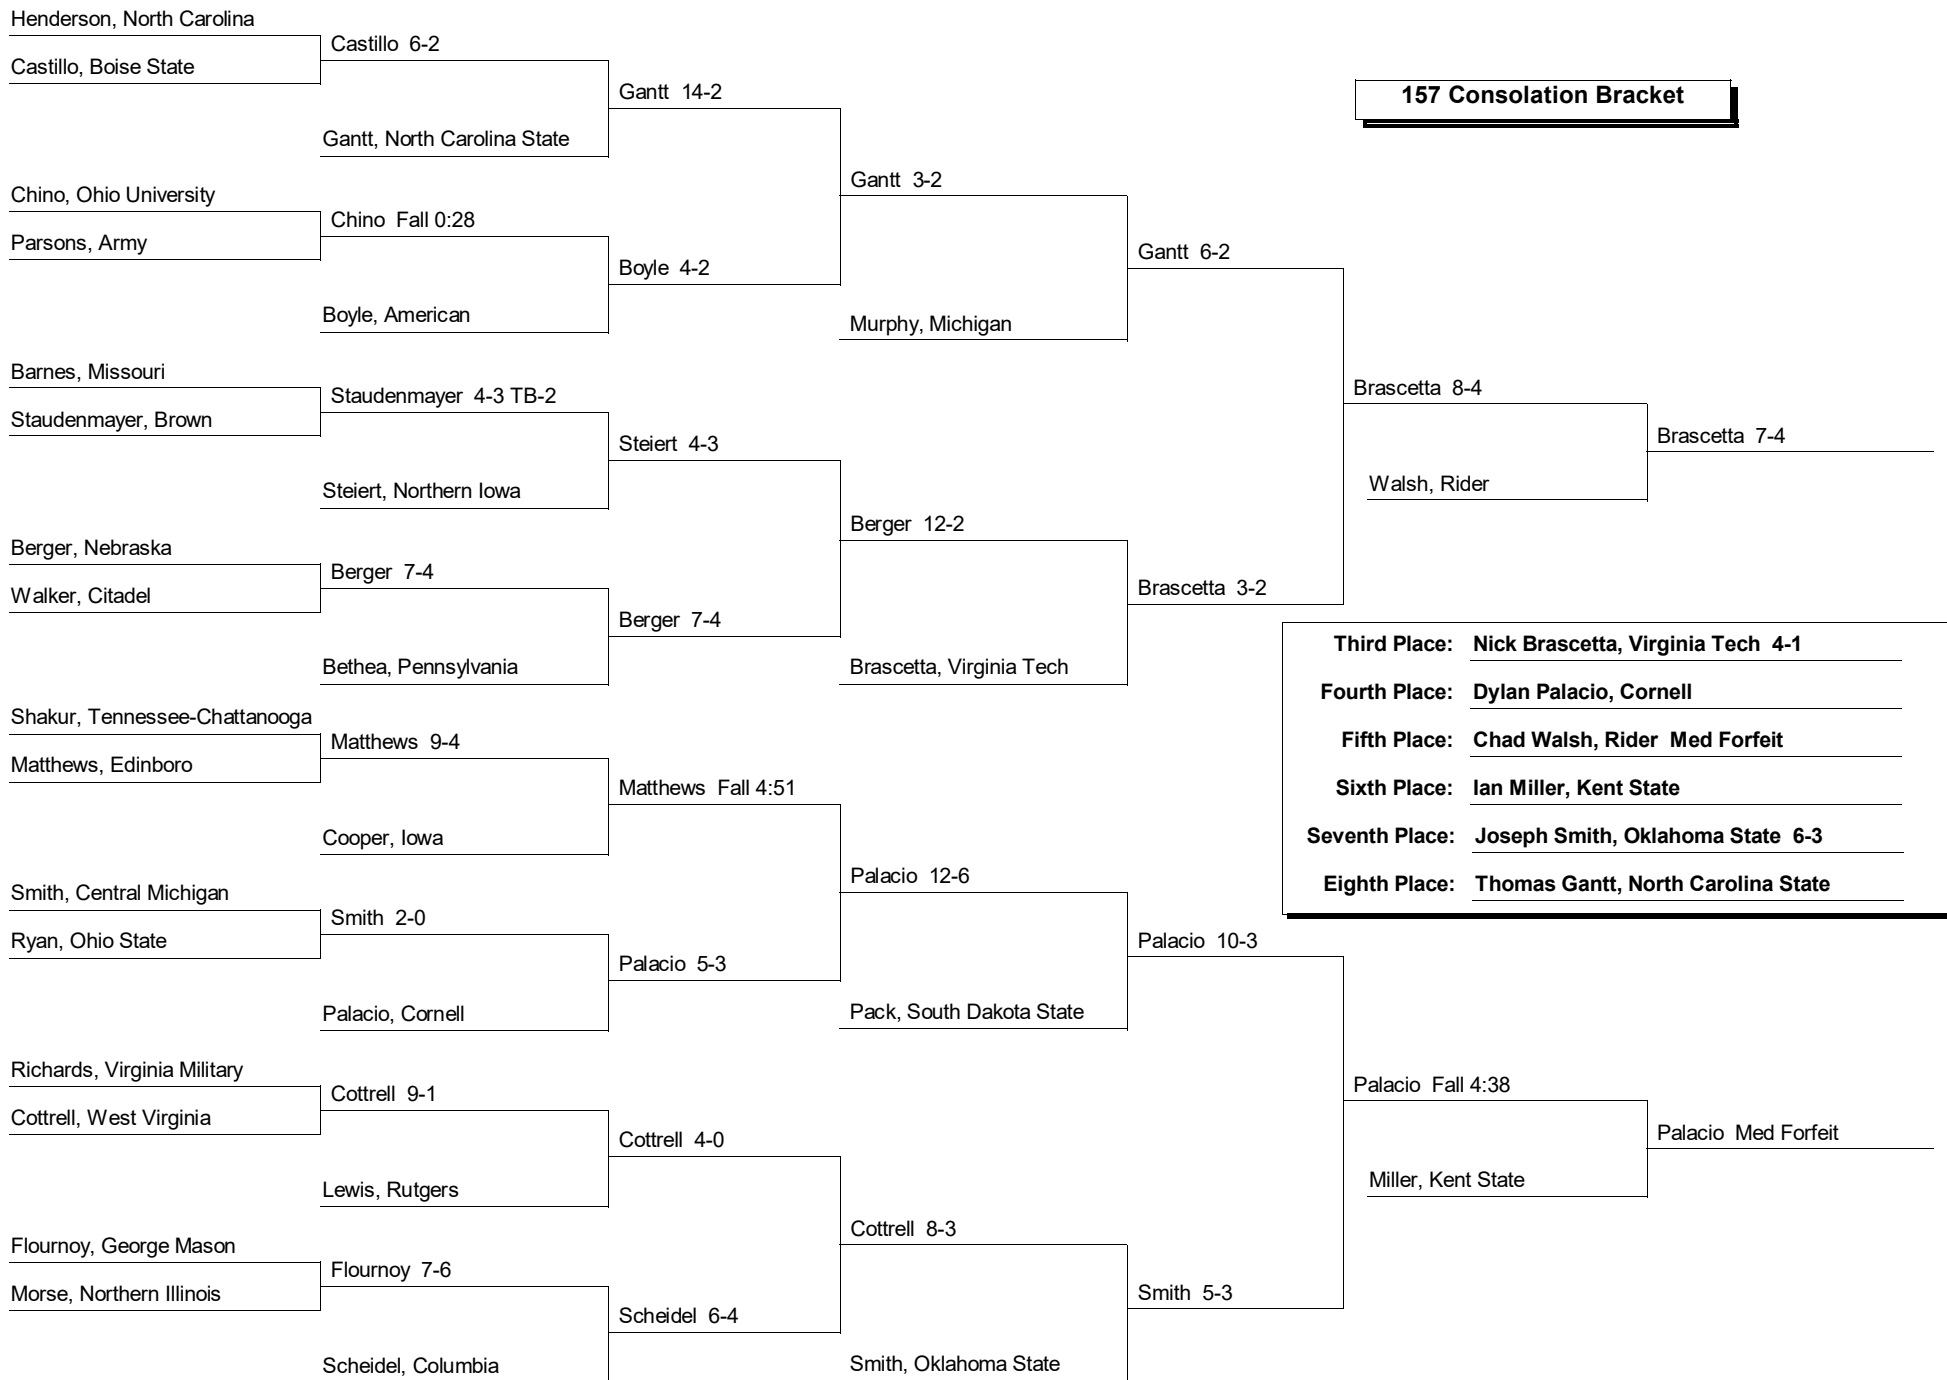 Henderson, North Carolina
Castillo 6-2
Castillo, Boise State
Gantt 14-2
157 Consolation Bracket
Gantt, North Carolina State
Gantt 3-2
Chino, Ohio University
Chino Fall 0:28
Parsons, Army
Gantt 6-2
Boyle 4-2
Boyle, American
Murphy, Michigan
Barnes, Missouri
Brascetta 8-4
Staudenmayer 4-3 TB-2
Staudenmayer, Brown
Brascetta 7-4
Steiert 4-3
Walsh, Rider
Steiert, Northern Iowa
Berger 12-2
Berger, Nebraska
Berger 7-4
Brascetta 3-2
Walker, Citadel
Berger 7-4
Third Place: Nick Brascetta, Virginia Tech 4-1
Bethea, Pennsylvania
Brascetta, Virginia Tech
Fourth Place: Dylan Palacio, Cornell
Shakur, Tennessee-Chattanooga
Matthews 9-4
Fifth Place: Chad Walsh, Rider Med Forfeit
Matthews, Edinboro
Matthews Fall 4:51
Sixth Place: Ian Miller, Kent State
Cooper, Iowa
Seventh Place: Joseph Smith, Oklahoma State 6-3
Palacio 12-6
Eighth Place: Thomas Gantt, North Carolina State
Smith, Central Michigan
Smith 2-0
Ryan, Ohio State
Palacio 10-3
Palacio 5-3
Palacio, Cornell
Pack, South Dakota State
Richards, Virginia Military
Palacio Fall 4:38
Cottrell 9-1
Cottrell, West Virginia
Palacio Med Forfeit
Cottrell 4-0
Miller, Kent State
Lewis, Rutgers
Cottrell 8-3
Flournoy, George Mason
Flournoy 7-6
Morse, Northern Illinois
Smith 5-3
Scheidel 6-4
Scheidel, Columbia
Smith, Oklahoma State